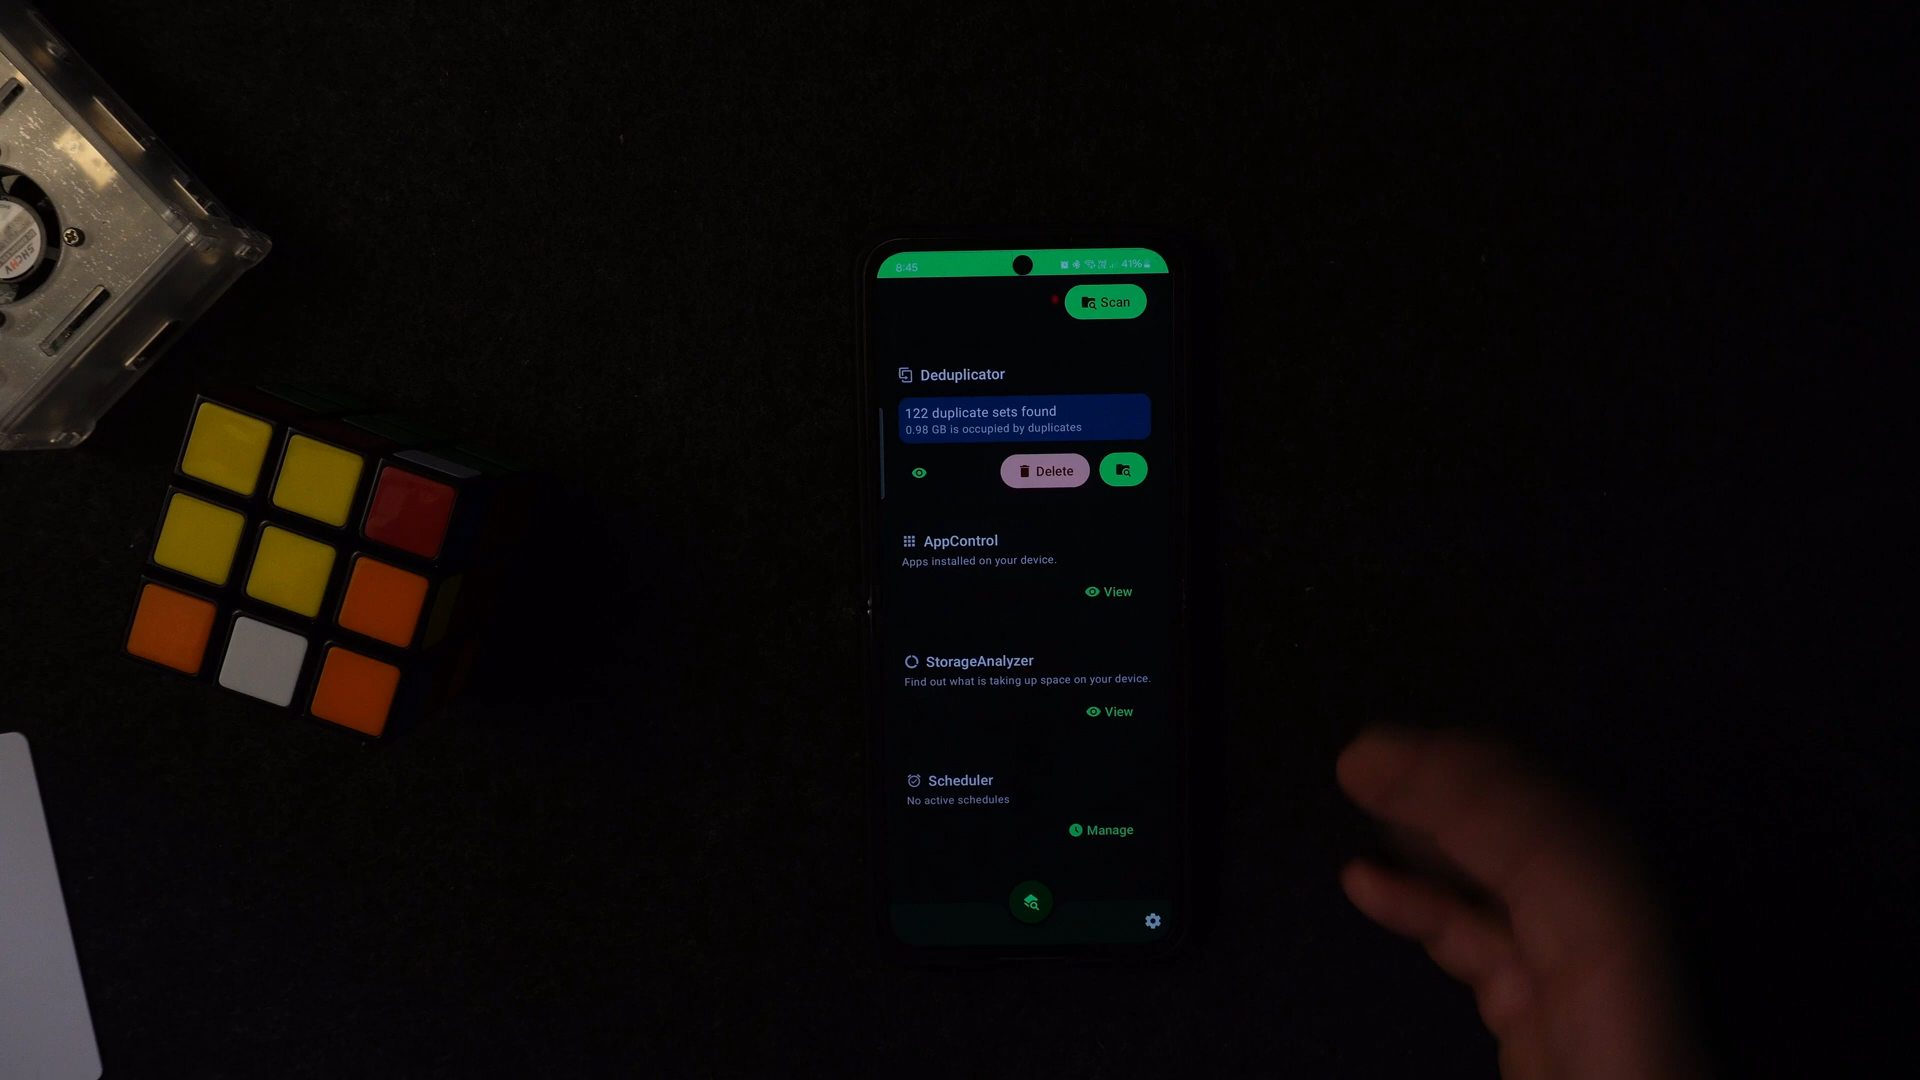 8:45
41%
Scan
Deduplicator
122 duplicate sets found
0.98 GB is occupied by duplicates
Delete
AppControl
Apps installed on your device.
View
StorageAnalyzer
Find out what is taking up space on your device.
View
Scheduler
No active schedules
Manage